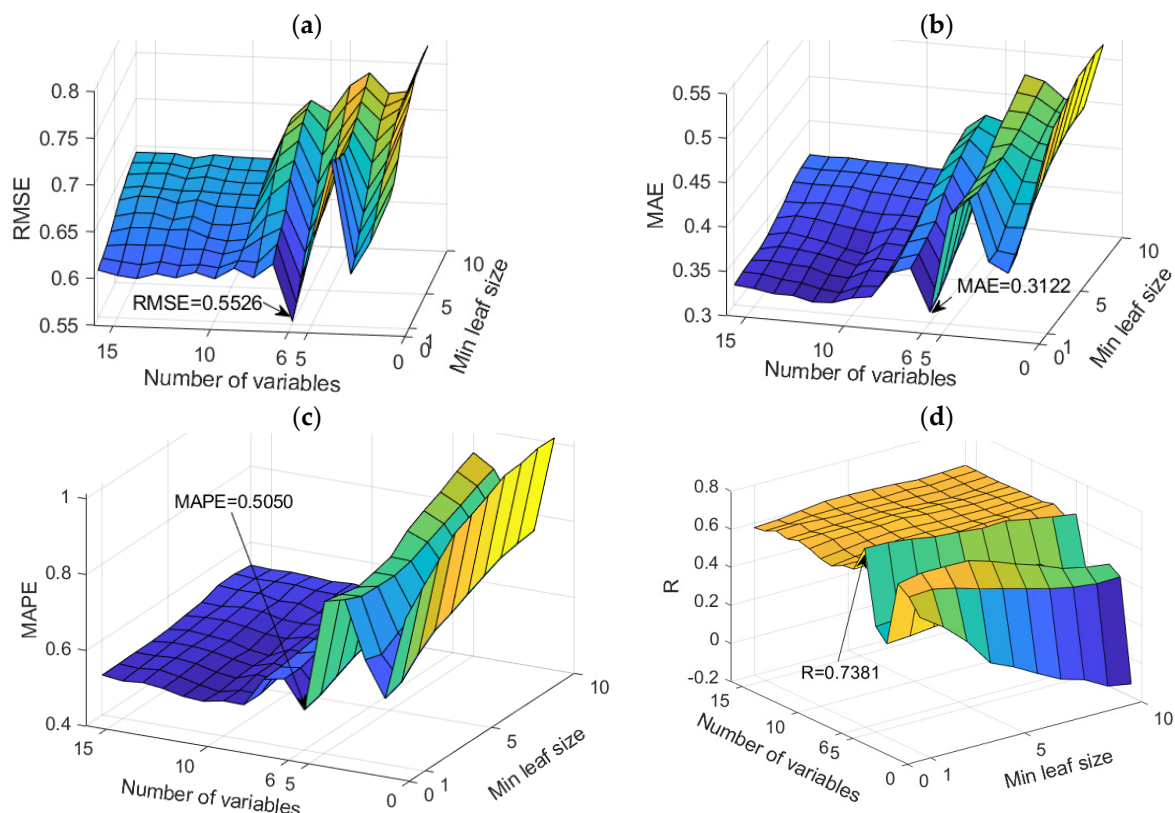 (a)
0.8
0.75
0.7
0.65
0.6
0.55
RMSE
RMSE=0.5526
15
10
6 5
0
Number of variables
0 1
5
10
Min leaf size
(b)
0.55
0.5
0.45
0.4
0.35
0.3
MAE
MAE=0.3122
15
10
6 5
0
Number of variables
0 1
5
10
Min leaf size
(c)
1
0.8
0.6
0.4
MAPE
MAPE=0.5050
15
10
6 5
0
Number of variables
0 1
5
10
Min leaf size
(d)
0.8
0.6
0.4
0.2
0
-0.2
R
R=0.7381
15
10
6 5
0
Number of variables
0 1
5
10
Min leaf size